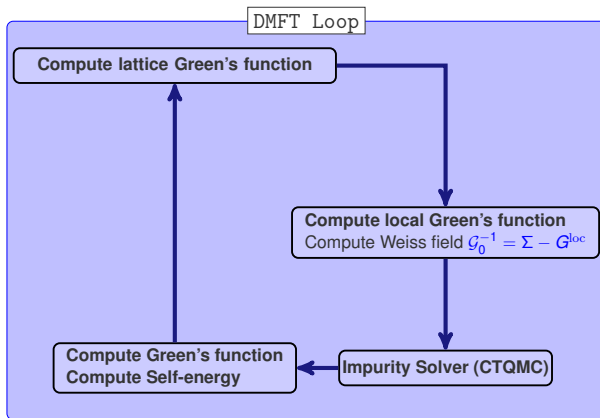 DMFT Loop
Compute lattice Green's function
Compute local Green's function
Compute Weiss field 𝒢₀⁻¹ = Σ − Gˡᵒᶜ
Compute Green's function
Compute Self-energy
Impurity Solver (CTQMC)